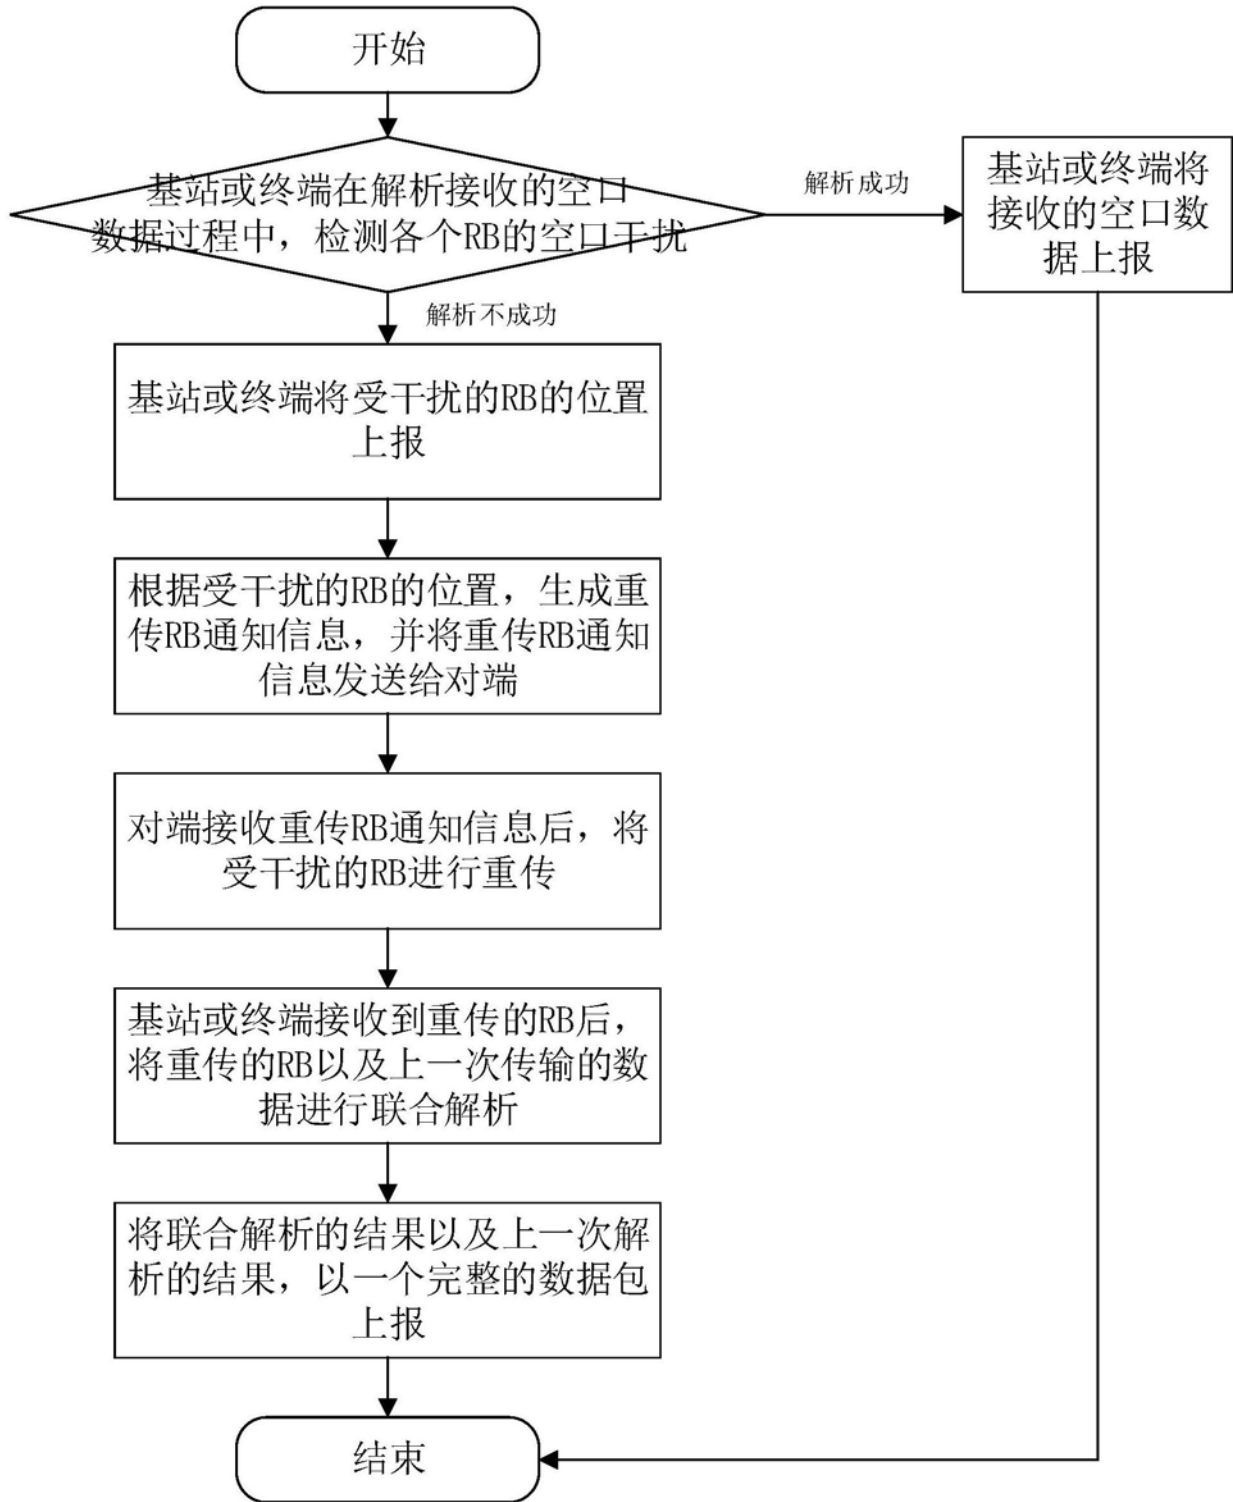 开始
基站或终端在解析接收的空口
数据过程中，检测各个RB的空口干扰
解析成功
基站或终端将
接收的空口数
据上报
解析不成功
基站或终端将受干扰的RB的位置
上报
根据受干扰的RB的位置，生成重
传RB通知信息，并将重传RB通知
信息发送给对端
对端接收重传RB通知信息后，将
受干扰的RB进行重传
基站或终端接收到重传的RB后，
将重传的RB以及上一次传输的数
据进行联合解析
将联合解析的结果以及上一次解
析的结果，以一个完整的数据包
上报
结束